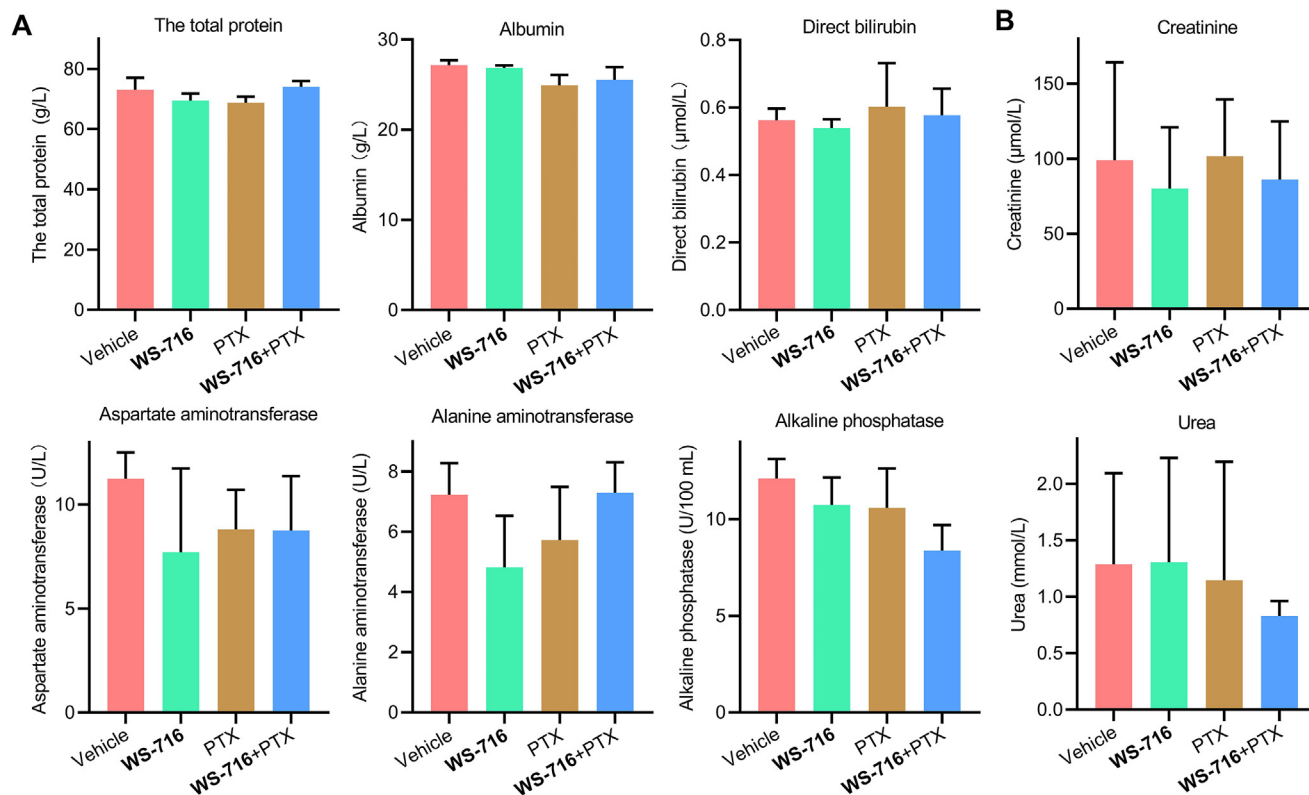 A
The total protein
The total protein (g/L)
80
60
40
20
0
Vehicle
WS-716
PTX
WS-716+PTX
Albumin
Albumin (g/L)
30
20
10
0
Vehicle
WS-716
PTX
WS-716+PTX
Direct bilirubin
Direct bilirubin (μmol/L)
0.8
0.6
0.4
0.2
0.0
Vehicle
WS-716
PTX
WS-716+PTX
B
Creatinine
Creatinine (μmol/L)
150
100
50
0
Vehicle
WS-716
PTX
WS-716+PTX
Aspartate aminotransferase
Aspartate aminotransferase (U/L)
10
5
0
Vehicle
WS-716
PTX
WS-716+PTX
Alanine aminotransferase
Alanine aminotransferase (U/L)
8
6
4
2
0
Vehicle
WS-716
PTX
WS-716+PTX
Alkaline phosphatase
Alkaline phosphatase (U/100 mL)
10
5
0
Vehicle
WS-716
PTX
WS-716+PTX
Urea
Urea (mmol/L)
2.0
1.5
1.0
0.5
0.0
Vehicle
WS-716
PTX
WS-716+PTX